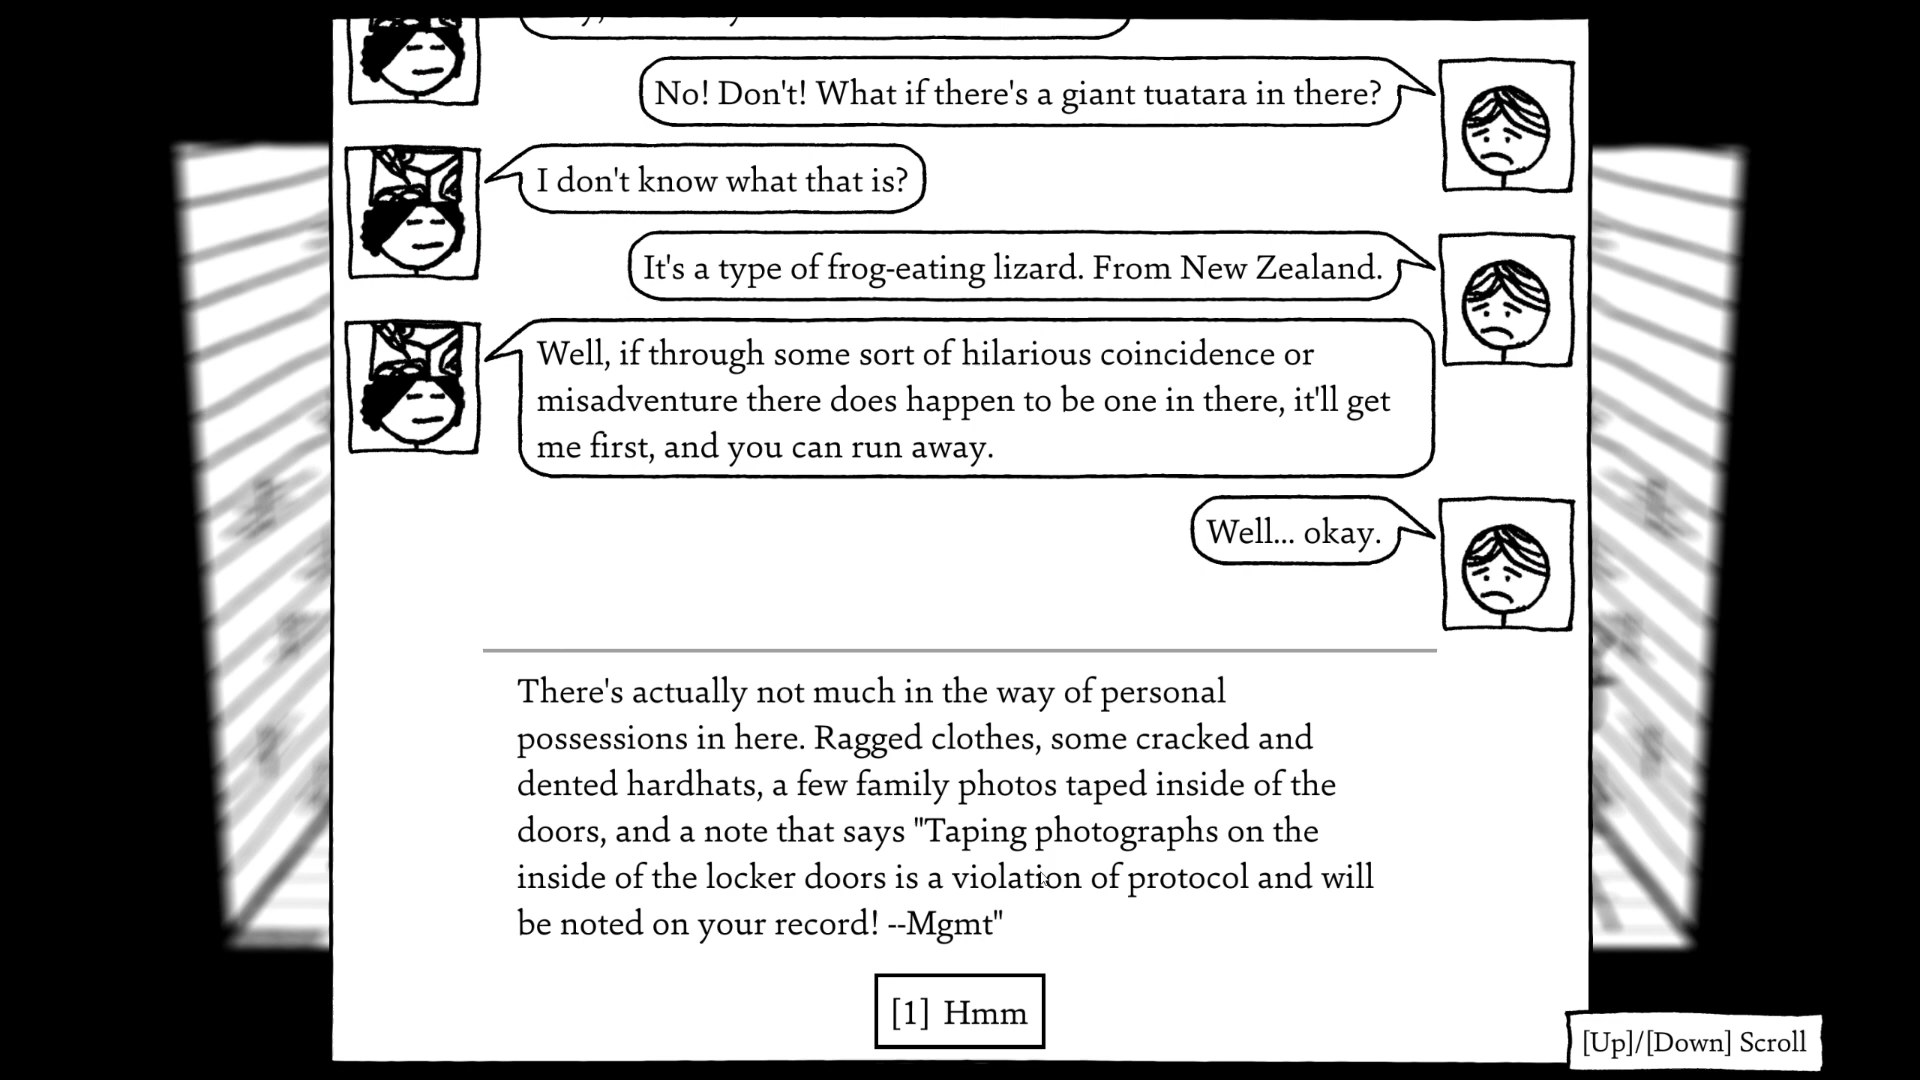 No! Don't! What if there's a giant tuatara in there?
I don't know what that is?
It's a type of frog-eating lizard. From New Zealand.
Well, if through some sort of hilarious coincidence or
misadventure there does happen to be one in there, it'll get
me first, and you can run away.
Well... okay.
There's actually not much in the way of personal
possessions in here. Ragged clothes, some cracked and
dented hardhats, a few family photos taped inside of the
doors, and a note that says "Taping photographs on the
inside of the locker doors is a violation of protocol and will
be noted on your record! --Mgmt"
[1] Hmm
[Up]/[Down] Scroll